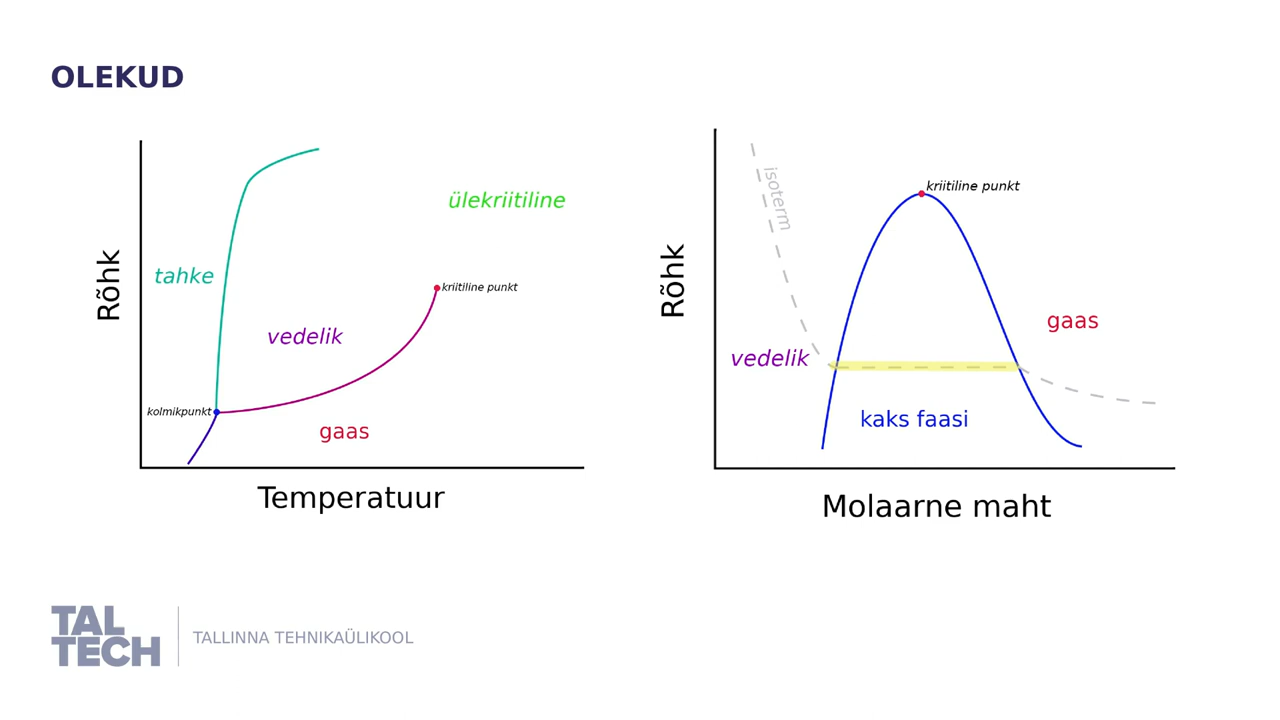 OLEKUD
Rõhk
tahke
ülekriitiline
kriitiline punkt
vedelik
kolmikpunkt
gaas
Temperatuur
Rõhk
isoterm
kriitiline punkt
gaas
vedelik
kaks faasi
Molaarne maht
TAL
TECH
TALLINNA TEHNIKAÜLIKOOL